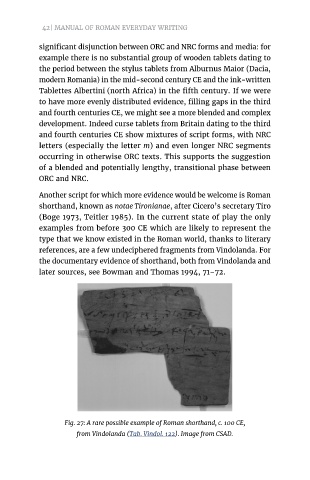 42| MANUAL OF ROMAN EVERYDAY WRITING
significant disjunction between ORC and NRC forms and media: for
example there is no substantial group of wooden tablets dating to
the period between the stylus tablets from Alburnus Maior (Dacia,
modern Romania) in the mid-second century CE and the ink-written
Tablettes Albertini (north Africa) in the fifth century. If we were
to have more evenly distributed evidence, filling gaps in the third
and fourth centuries CE, we might see a more blended and complex
development. Indeed curse tablets from Britain dating to the third
and fourth centuries CE show mixtures of script forms, with NRC
letters (especially the letter m) and even longer NRC segments
occurring in otherwise ORC texts. This supports the suggestion
of a blended and potentially lengthy, transitional phase between
ORC and NRC.
Another script for which more evidence would be welcome is Roman
shorthand, known as notae Tironianae, after Cicero's secretary Tiro
(Boge 1973, Teitler 1985). In the current state of play the only
examples from before 300 CE which are likely to represent the
type that we know existed in the Roman world, thanks to literary
references, are a few undeciphered fragments from Vindolanda. For
the documentary evidence of shorthand, both from Vindolanda and
later sources, see Bowman and Thomas 1994, 71-72.
Fig. 27: A rare possible example of Roman shorthand, c. 100 CE,
from Vindolanda (Tab. Vindol. 122). Image from CSAD.